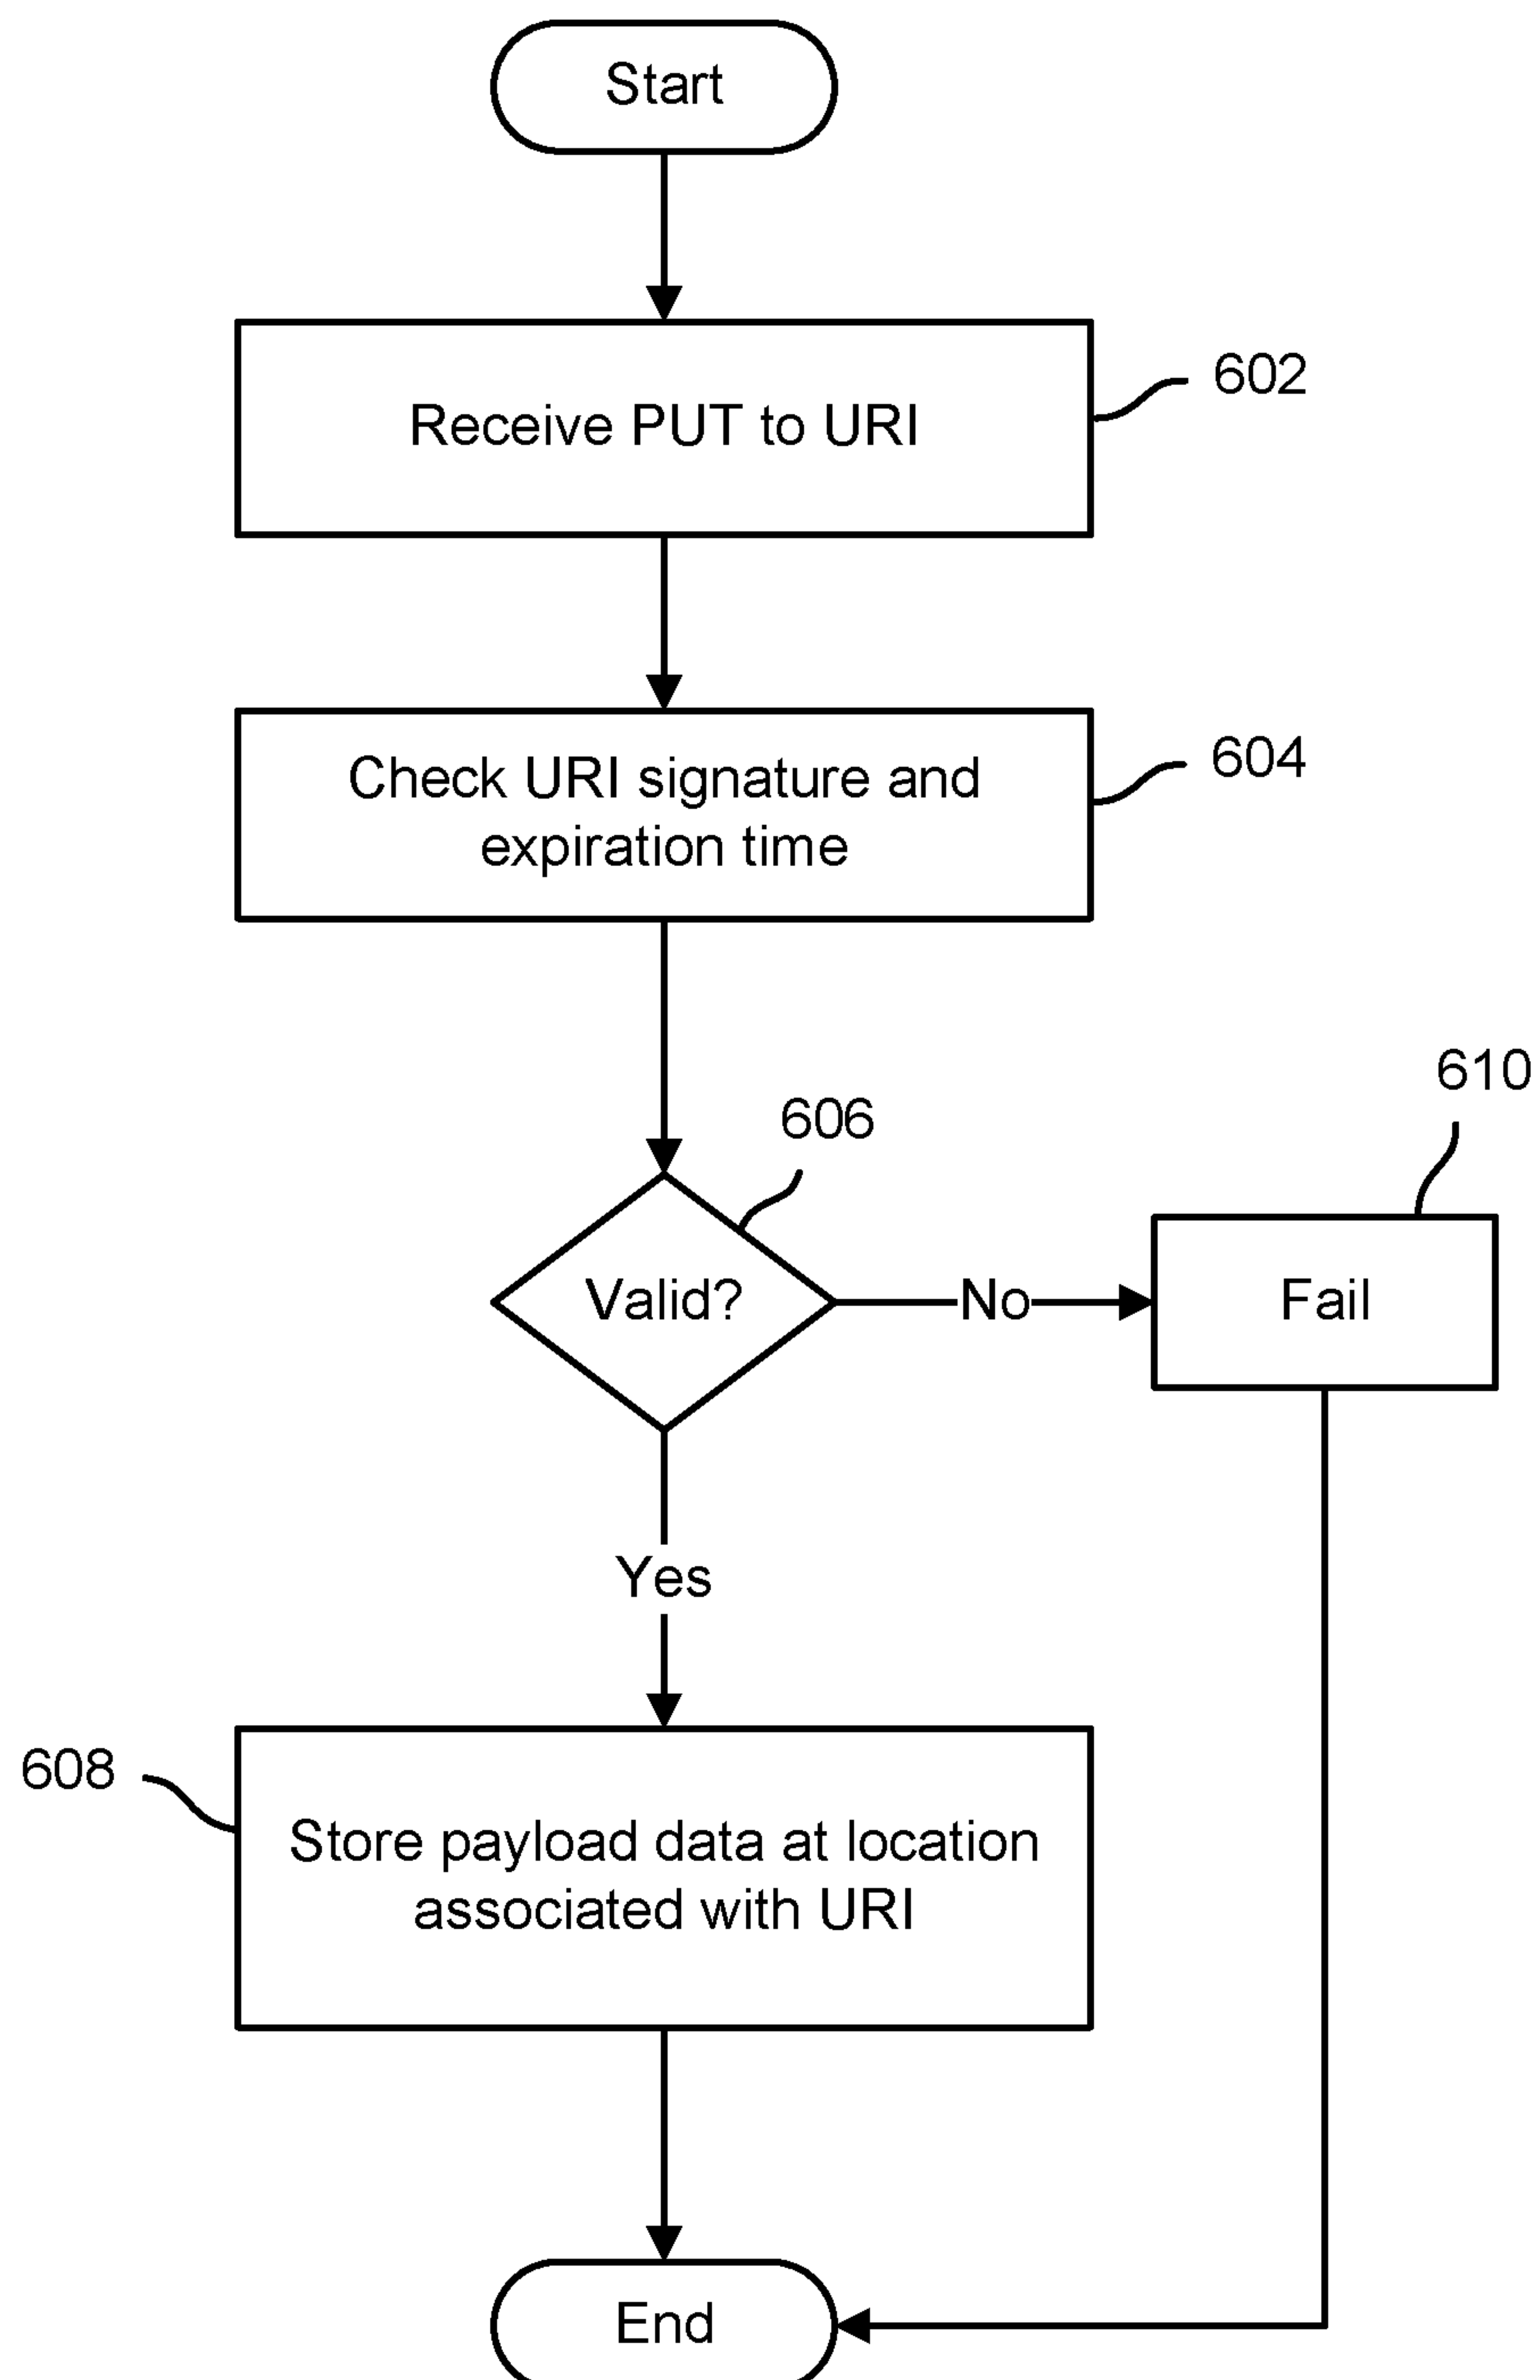 Start
Receive PUT to URI
602
Check URI signature and
expiration time
604
606
610
Valid?
No
Fail
Yes
608
Store payload data at location
associated with URI
End